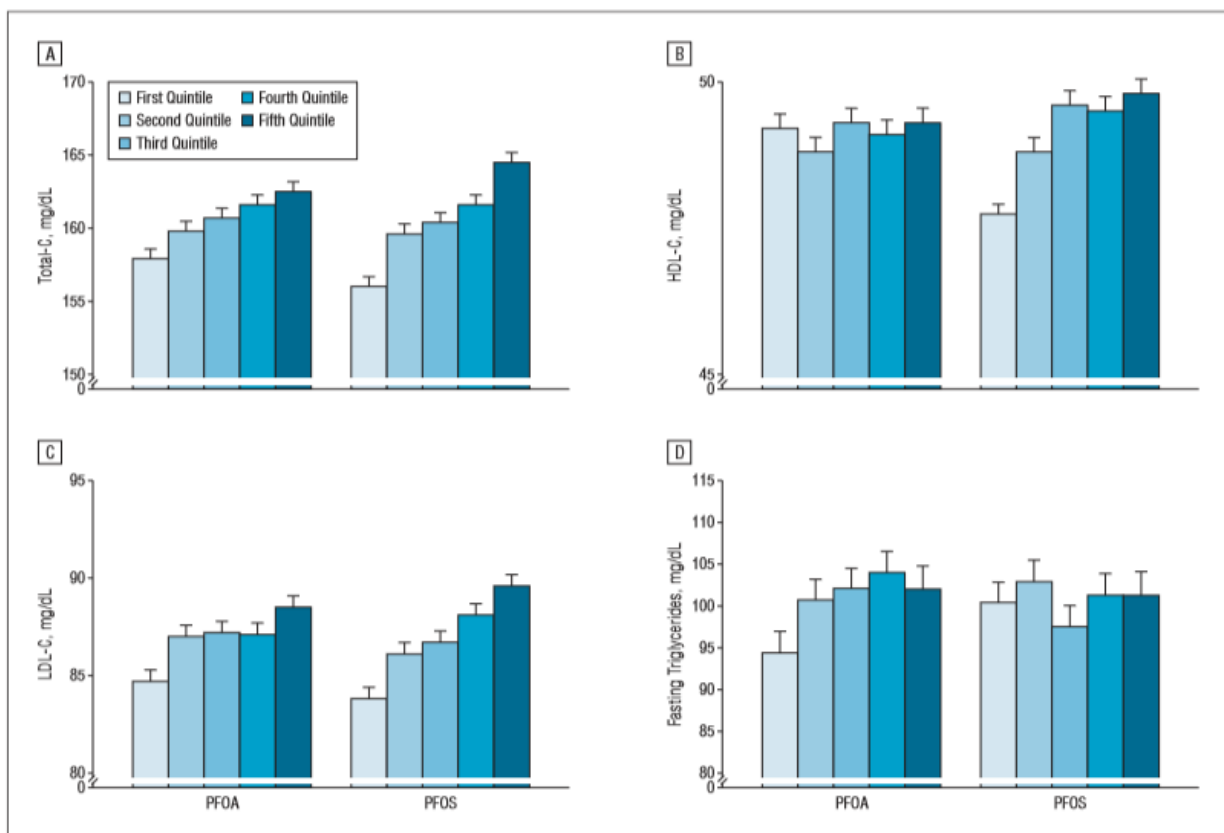 A
170
165
160
155
150
0
Total-C, mg/dL
First Quintile
Second Quintile
Third Quintile
Fourth Quintile
Fifth Quintile
B
50
45
0
HDL-C, mg/dL
C
95
90
85
80
0
LDL-C, mg/dL
PFOA
PFOS
D
115
110
105
100
95
90
85
80
0
Fasting Triglycerides, mg/dL
PFOA
PFOS